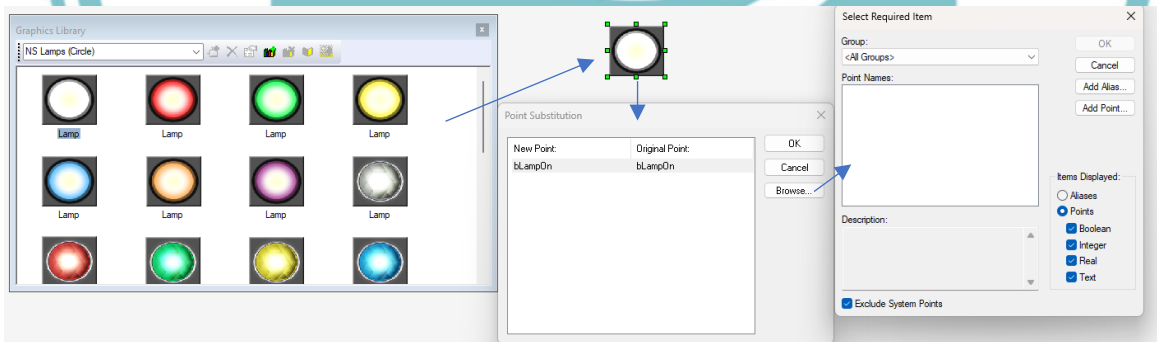 Graphics Library
x
NS Lamps (Circle)
Lamp Lamp Lamp Lamp
Lamp Lamp Lamp Lamp
Point Substitution
New Point: Original Point:
bLampOn bLampOn
OK
Cancel
Browse...
Select Required Item
Group:
<All Groups>
Point Names:
OK
Cancel
Add Alias...
Add Point...
Items Displayed:
Aliases
Points
Boolean
Integer
Real
Text
Description:
Exclude System Points